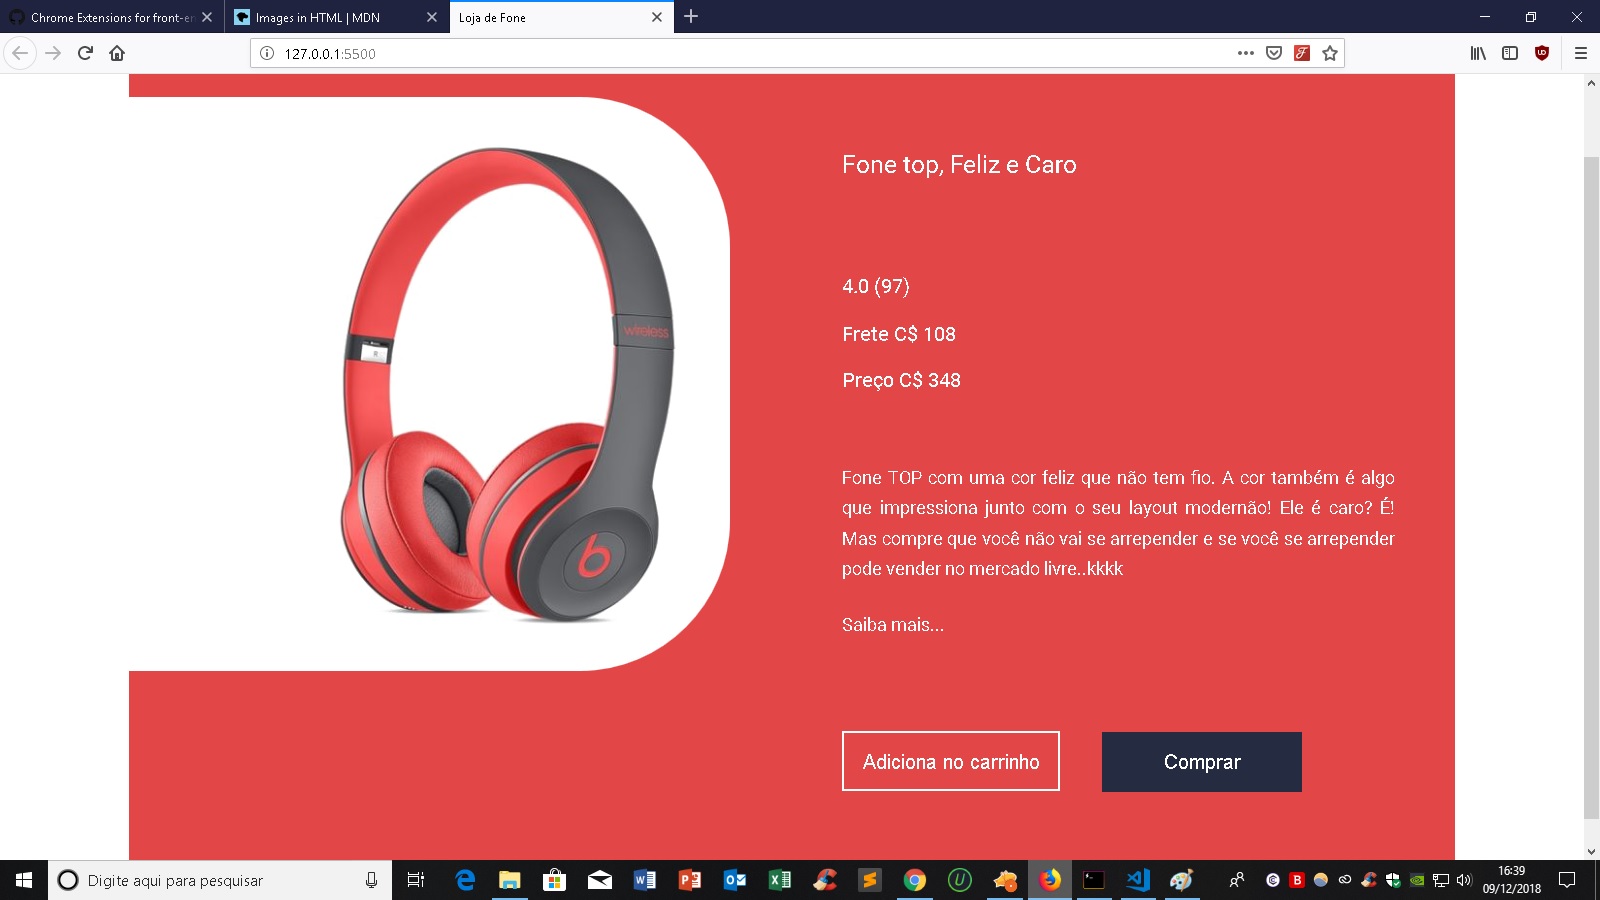 Chrome Extensions for front-en
Images in HTML | MDN
Loja de Fone
127.0.0.1:5500
Fone top, Feliz e Caro
wireless
4.0 (97)
Frete C$ 108
Preço C$ 348
b
Fone TOP com uma cor feliz que não tem fio. A cor também é algo
que impressiona junto com o seu layout modernão! Ele é caro? É!
Mas compre que você não vai se arrepender e se você se arrepender
pode vender no mercado livre..kkkk
Saiba mais...
Adiciona no carrinho
Comprar
Digite aqui para pesquisar
16:39
09/12/2018